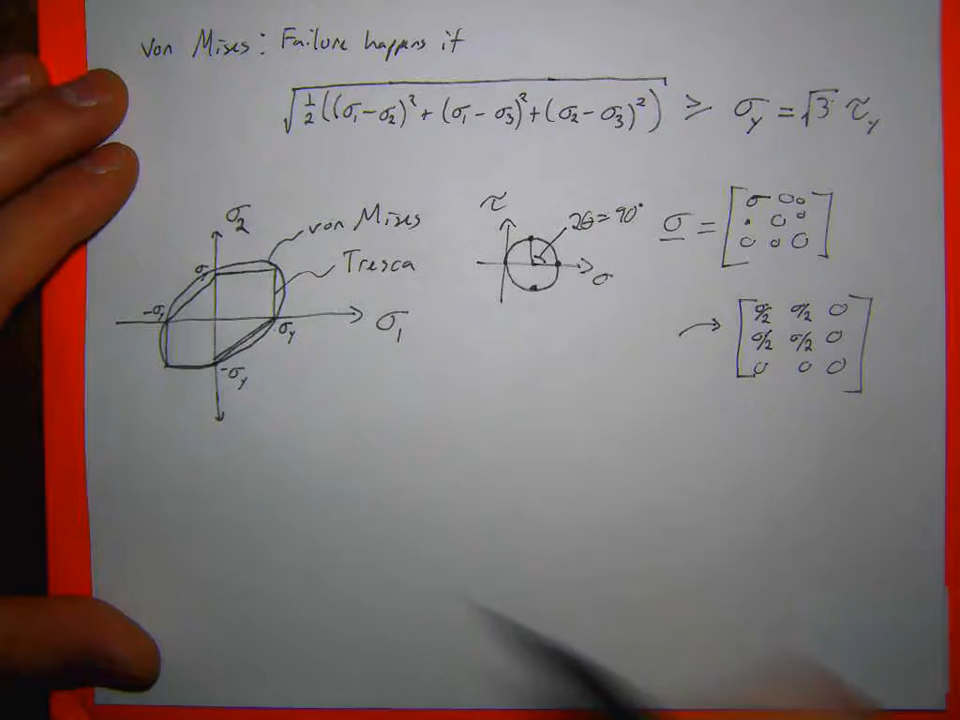 von Mises: Failure happens if
√(½((σ₁-σ₂)²+(σ₁-σ₃)²+(σ₂-σ₃)²)) ≥ σy = √3 τy
σ₂
von Mises
Tresca
σy
-σy
σy
σ₁
-σy
τ
2θ=90°
σ
σ = [σ 0 0
0 0 0
0 0 0]
→ [σ/2 σ/2 0
σ/2 σ/2 0
0 0 0]